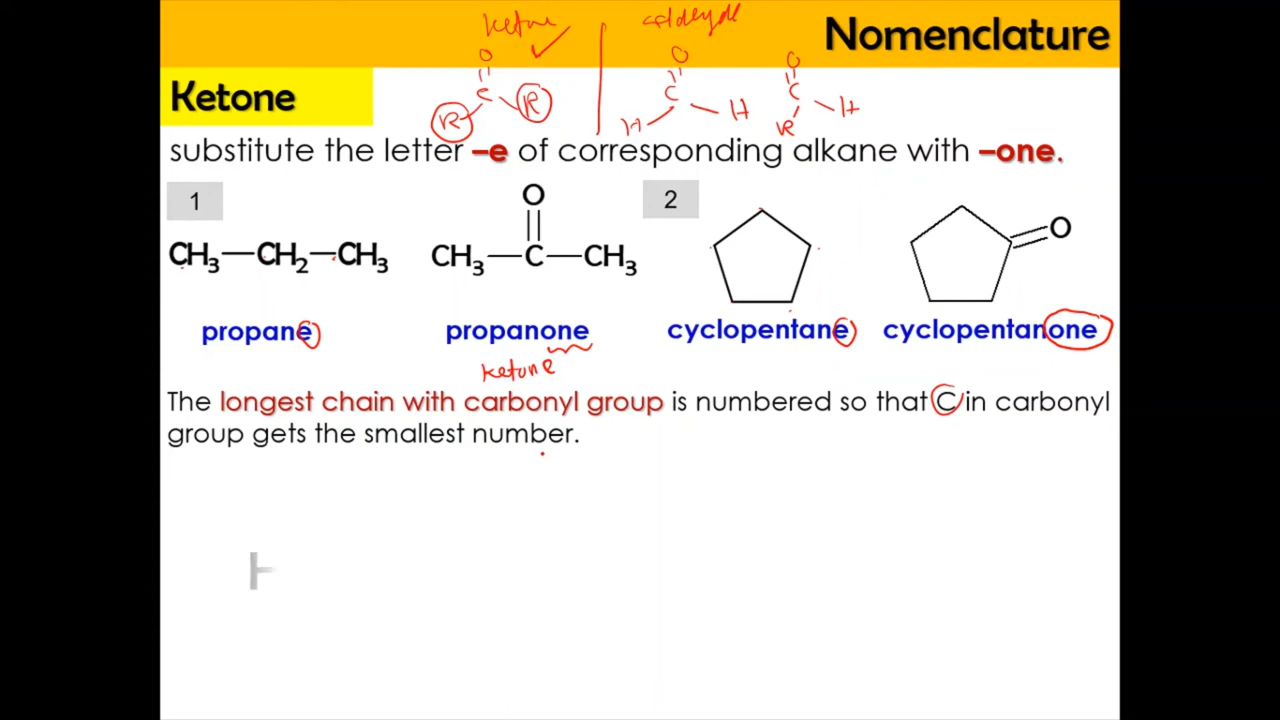 Nomenclature
ketone
aldehyde
O
C
R
R
O
C
H
H
O
C
R
H
Ketone
substitute the letter –e of corresponding alkane with –one.
1
2
O
O
CH3—CH2—CH3
CH3—C—CH3
propane
propanone
cyclopentane
cyclopentanone
ketone
The longest chain with carbonyl group is numbered so that C in carbonyl
group gets the smallest number.